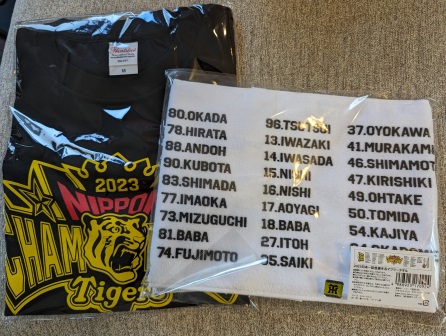 M
2023
NIPPON
CHAM
Tigers
80.OKADA
78.HIRATA
88.ANDOH
90.KUBOTA
83.SHIMADA
77.IMAOKA
73.MIZUGUCHI
81.BABA
74.FUJIMOTO
96.TSUTSUI
13.IWAZAKI
14.IWASADA
15.NISHI
16.NISHI
17.AOYAGI
18.BABA
27.ITOH
35.SAIKI
37.OYOKAWA
41.MURAKAMI
46.SHIMAMOT
47.KIRISHIKI
49.OHTAKE
50.TOMIDA
54.KAJIYA